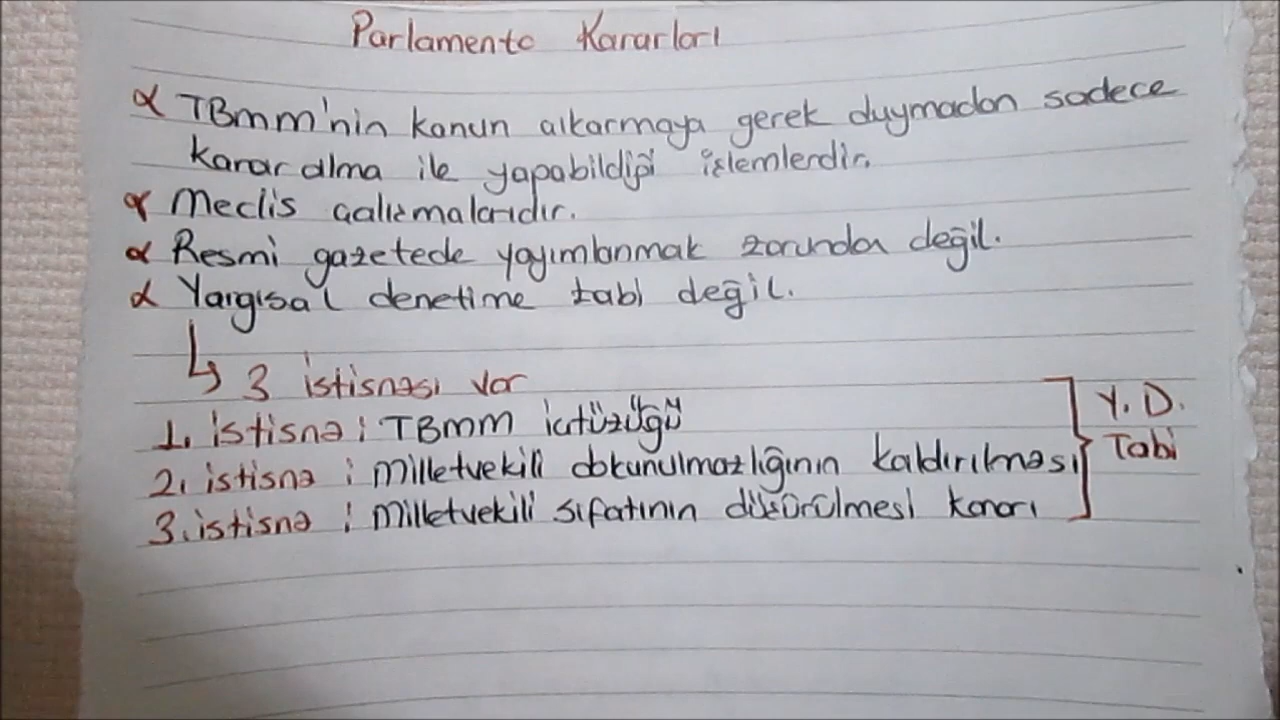 Parlamento Kararları
α TBMM'nin kanun çıkarmaya gerek duymadan sadece
karar alma ile yapabildiği işlemlerdir.
α Meclis çalışmalarıdır.
α Resmi gazetede yayımlanmak zorunda değil.
α Yargısal denetime tabi değil.
↳ 3 istisnası var
1. istisna : TBMM içtüzüğü
2. istisna : Milletvekili dokunulmazlığının kaldırılması
3. istisna : Milletvekili sıfatının düşürülmesi kararı
Y. D.
Tabi